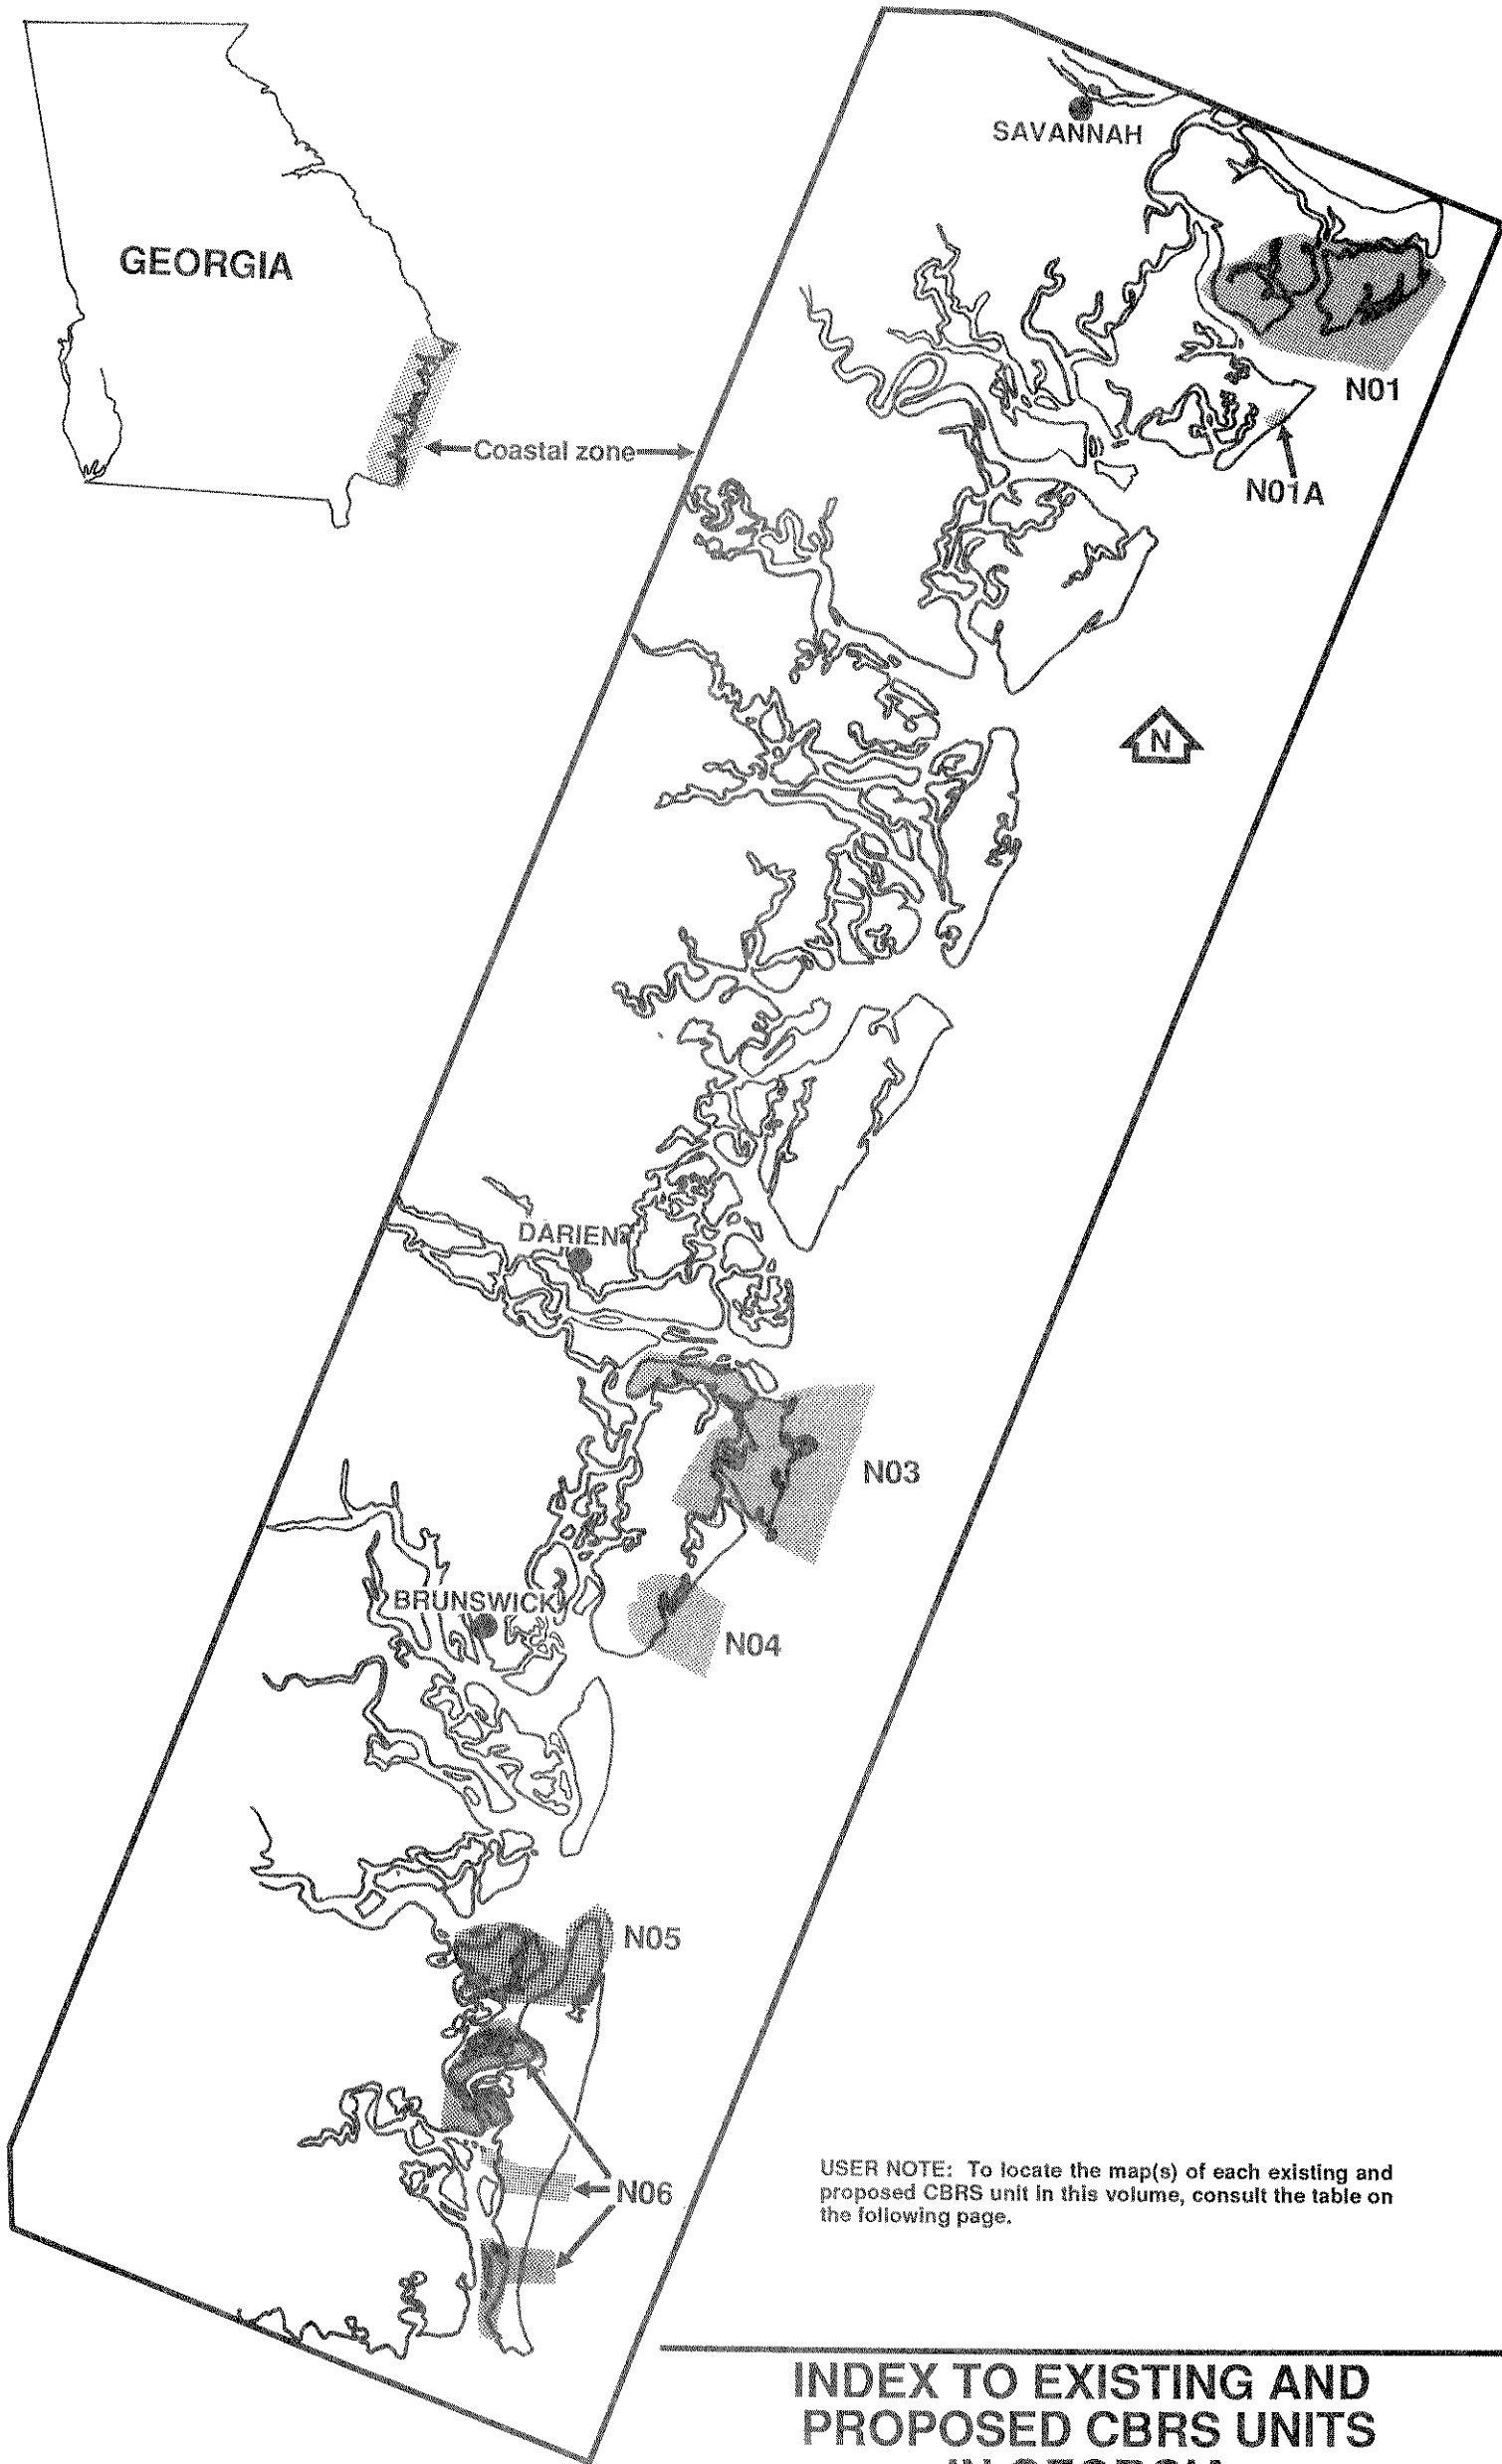 SAVANNAH
GEORGIA
N01
Coastal zone
N01A
N
DARIEN
N03
BRUNSWICK
N04
N05
N06
USER NOTE: To locate the map(s) of each existing and
proposed CBRS unit in this volume, consult the table on
the following page.
INDEX TO EXISTING AND
PROPOSED CBRS UNITS
IN GEORGIA